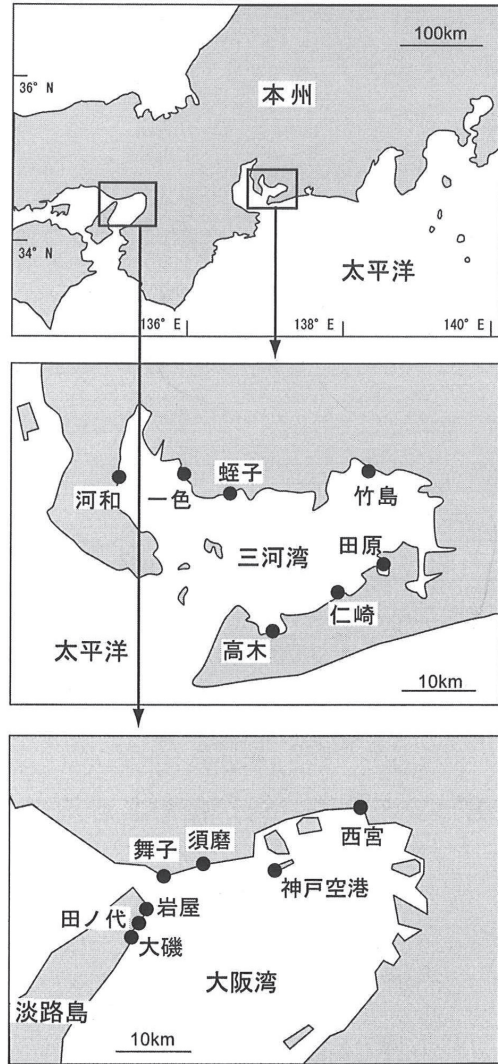 100km
36° N
本州
34° N
太平洋
136° E
138° E
140° E
河和
一色
蛭子
竹島
三河湾
田原
仁崎
高木
太平洋
10km
舞子
須磨
西宮
神戸空港
岩屋
田ノ代
大磯
大阪湾
淡路島
10km